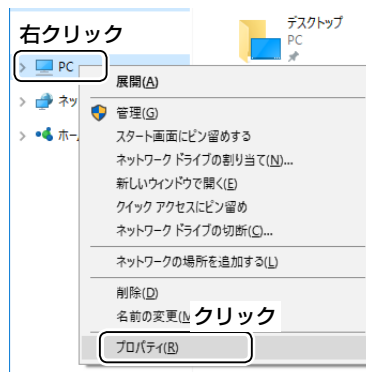 右クリック
デスクトップ
PC
PC
展開(A)
ネッ
管理(G)
スタート画面にピン留めする
ホー
ネットワーク ドライブの割り当て(N)...
新しいウィンドウで開く(E)
クイック アクセスにピン留め
ネットワーク ドライブの切断(C)...
ネットワークの場所を追加する(L)
削除(D)
名前の変更(M
クリック
プロパティ(R)